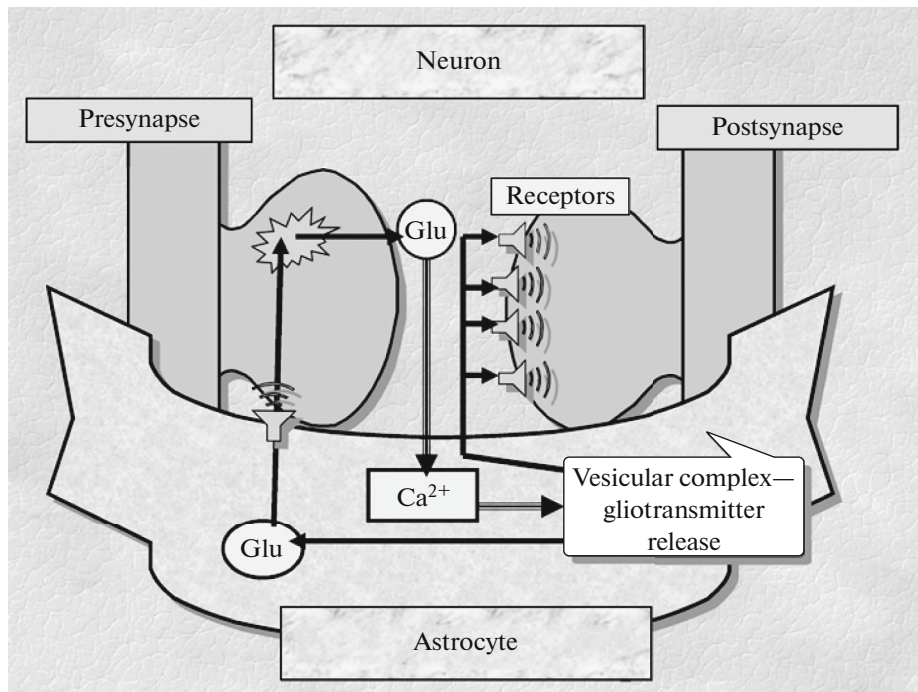 Neuron
Presynapse
Postsynapse
Receptors
Glu
Ca²⁺
Vesicular complex—
gliotransmitter
release
Glu
Astrocyte